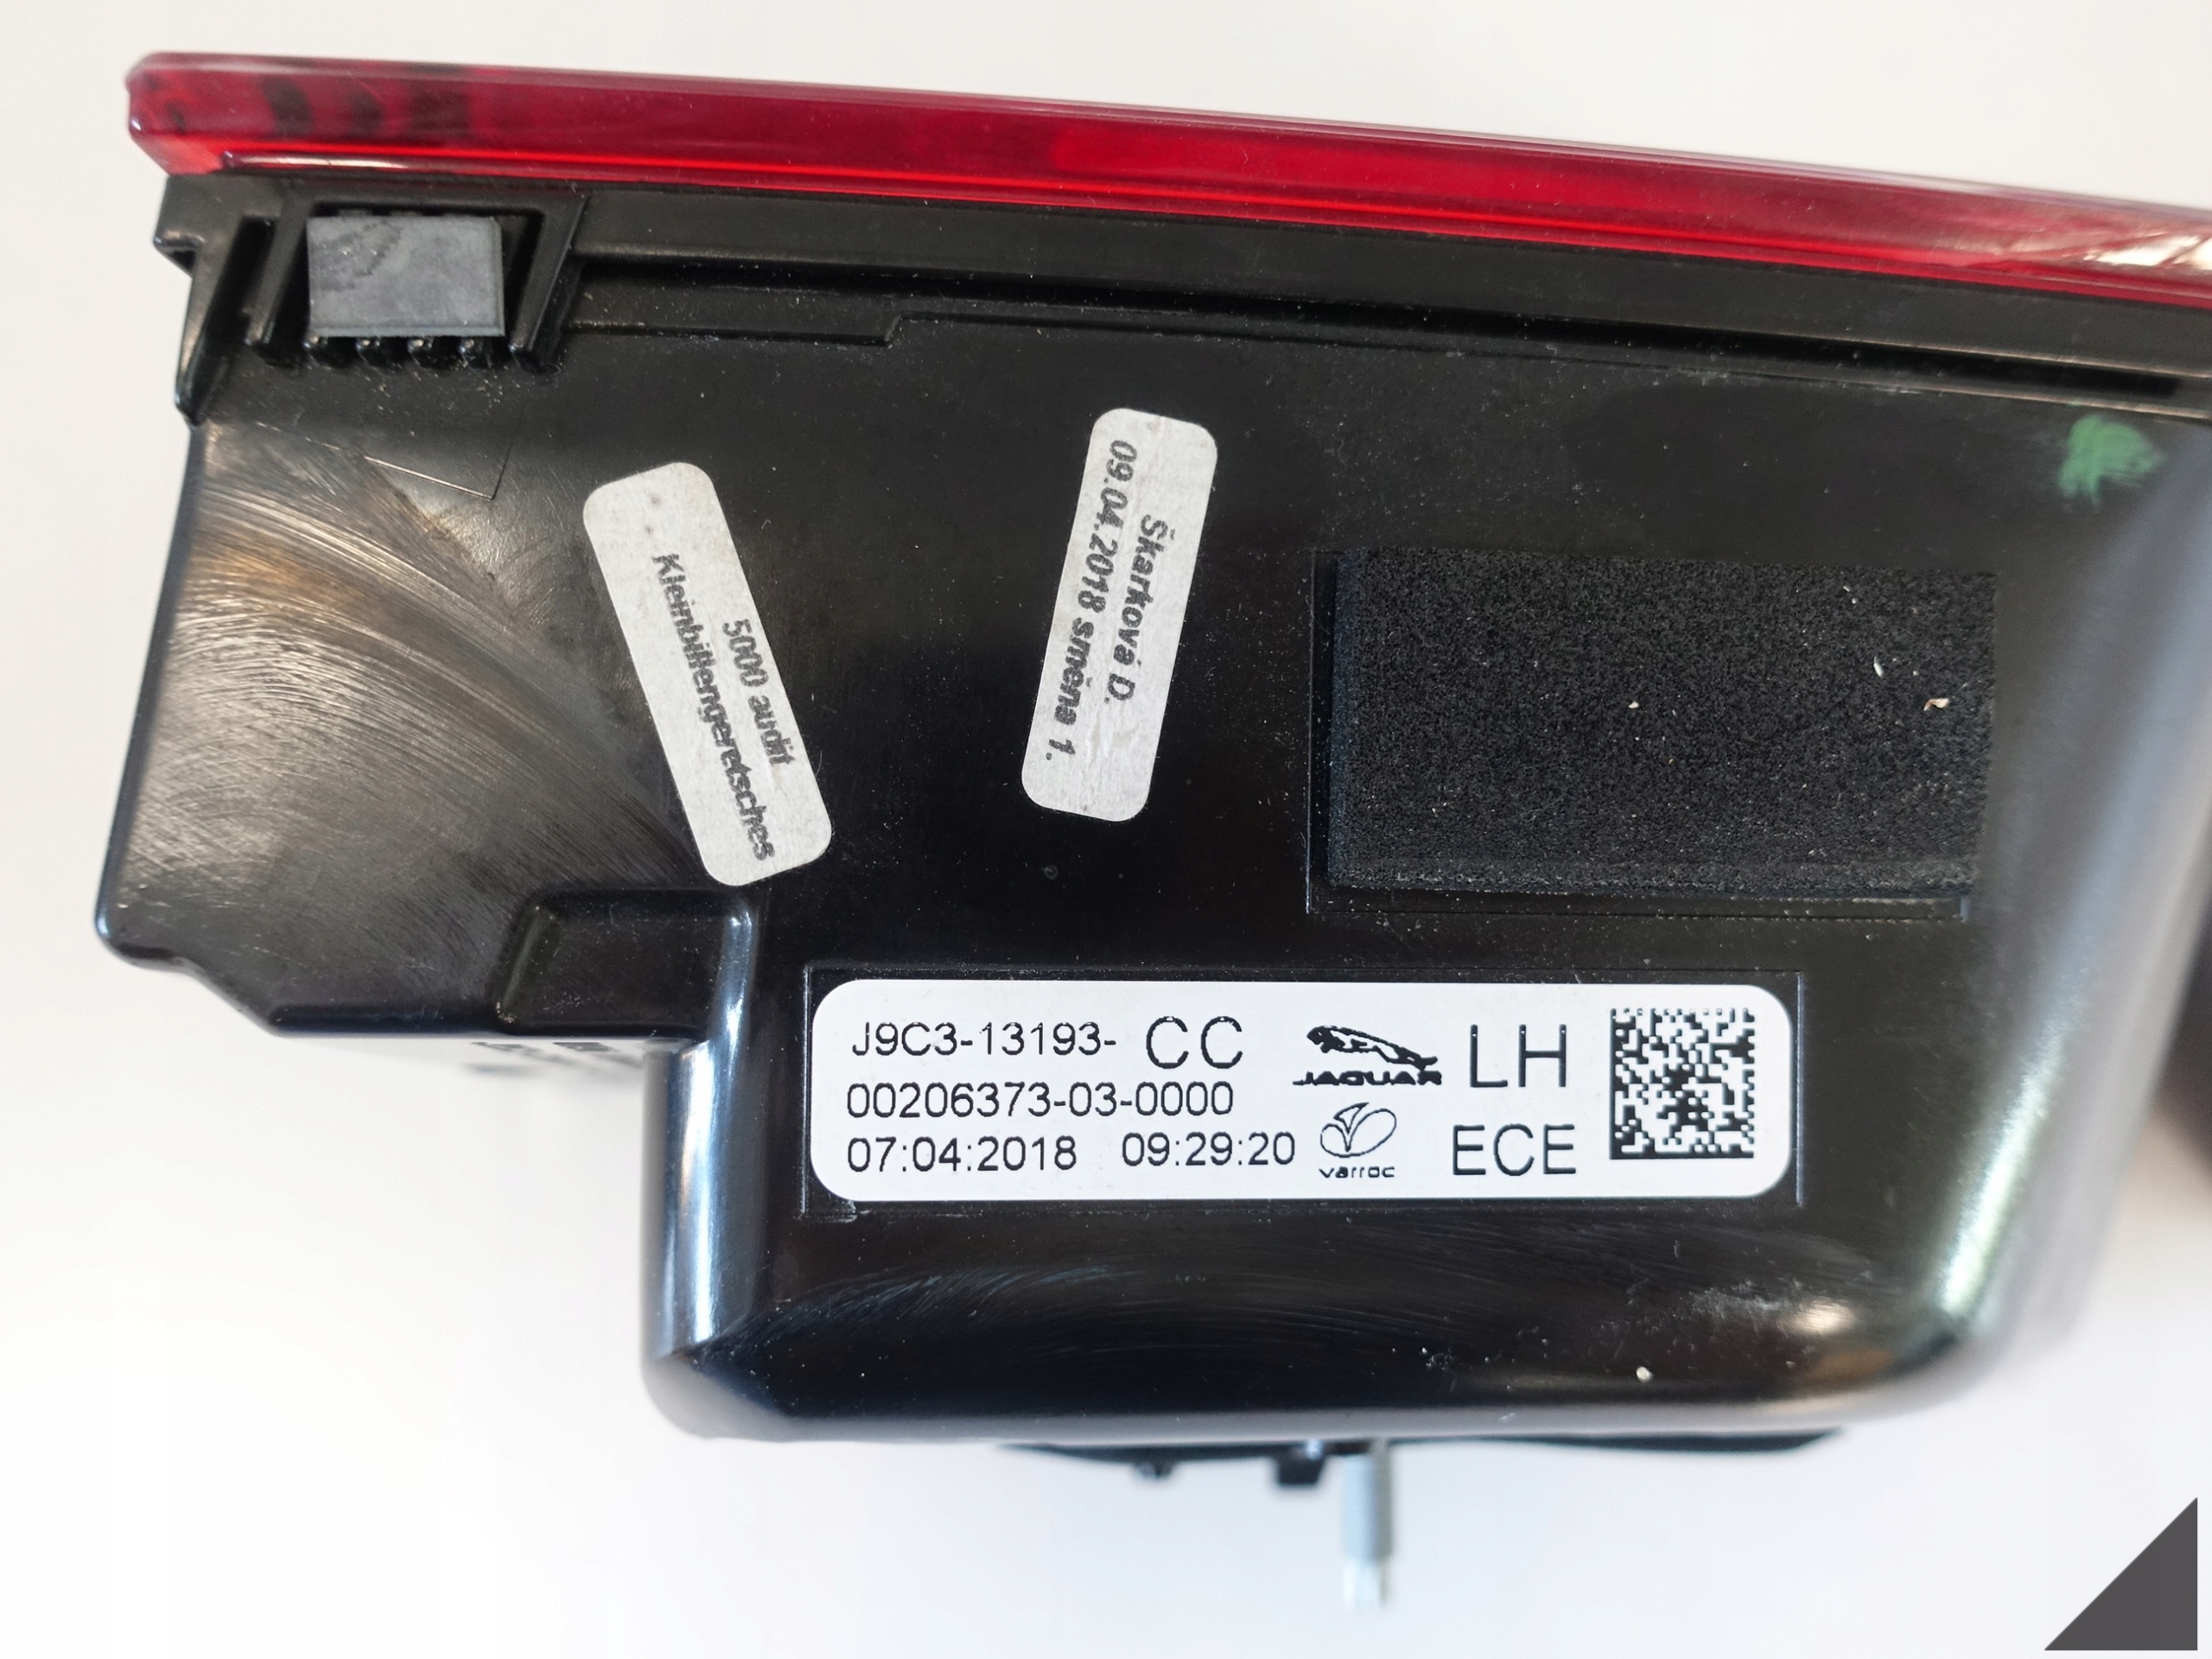 5000 audit
Kleinbillengeretsches
Škarková D.
09.04.2018 směna 1.
J9C3-13193- CC
JAGUAR
LH
00206373-03-0000
07:04:2018 09:29:20
varroc
ECE